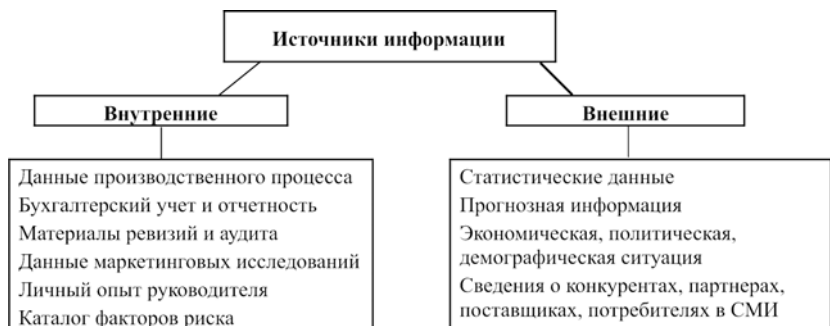 Источники информации
Внутренние
Внешние
Данные производственного процесса
Бухгалтерский учет и отчетность
Материалы ревизий и аудита
Данные маркетинговых исследований
Личный опыт руководителя
Каталог факторов риска
Статистические данные
Прогнозная информация
Экономическая, политическая,
демографическая ситуация
Сведения о конкурентах, партнерах,
поставщиках, потребителях в СМИ